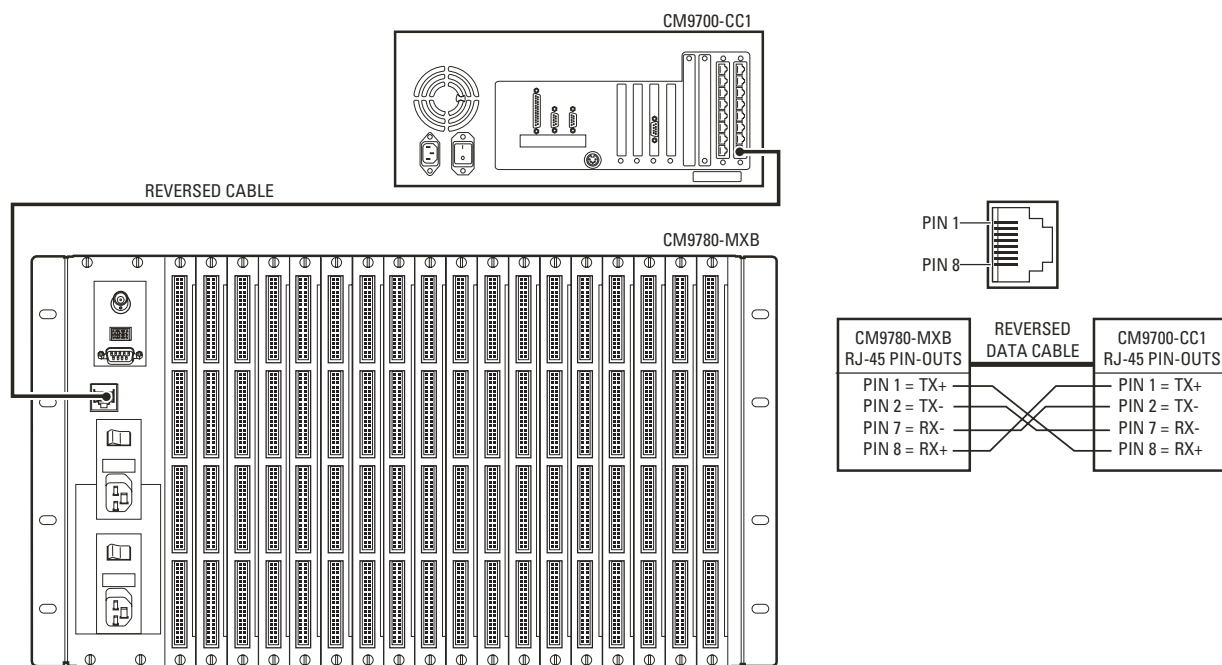 CM9700-CC1
REVERSED CABLE
CM9780-MXB
PIN 1
PIN 8
CM9780-MXB
RJ-45 PIN-OUTS
PIN 1 = TX+
PIN 2 = TX-
PIN 7 = RX-
PIN 8 = RX+
REVERSED
DATA CABLE
CM9700-CC1
RJ-45 PIN-OUTS
PIN 1 = TX+
PIN 2 = TX-
PIN 7 = RX-
PIN 8 = RX+